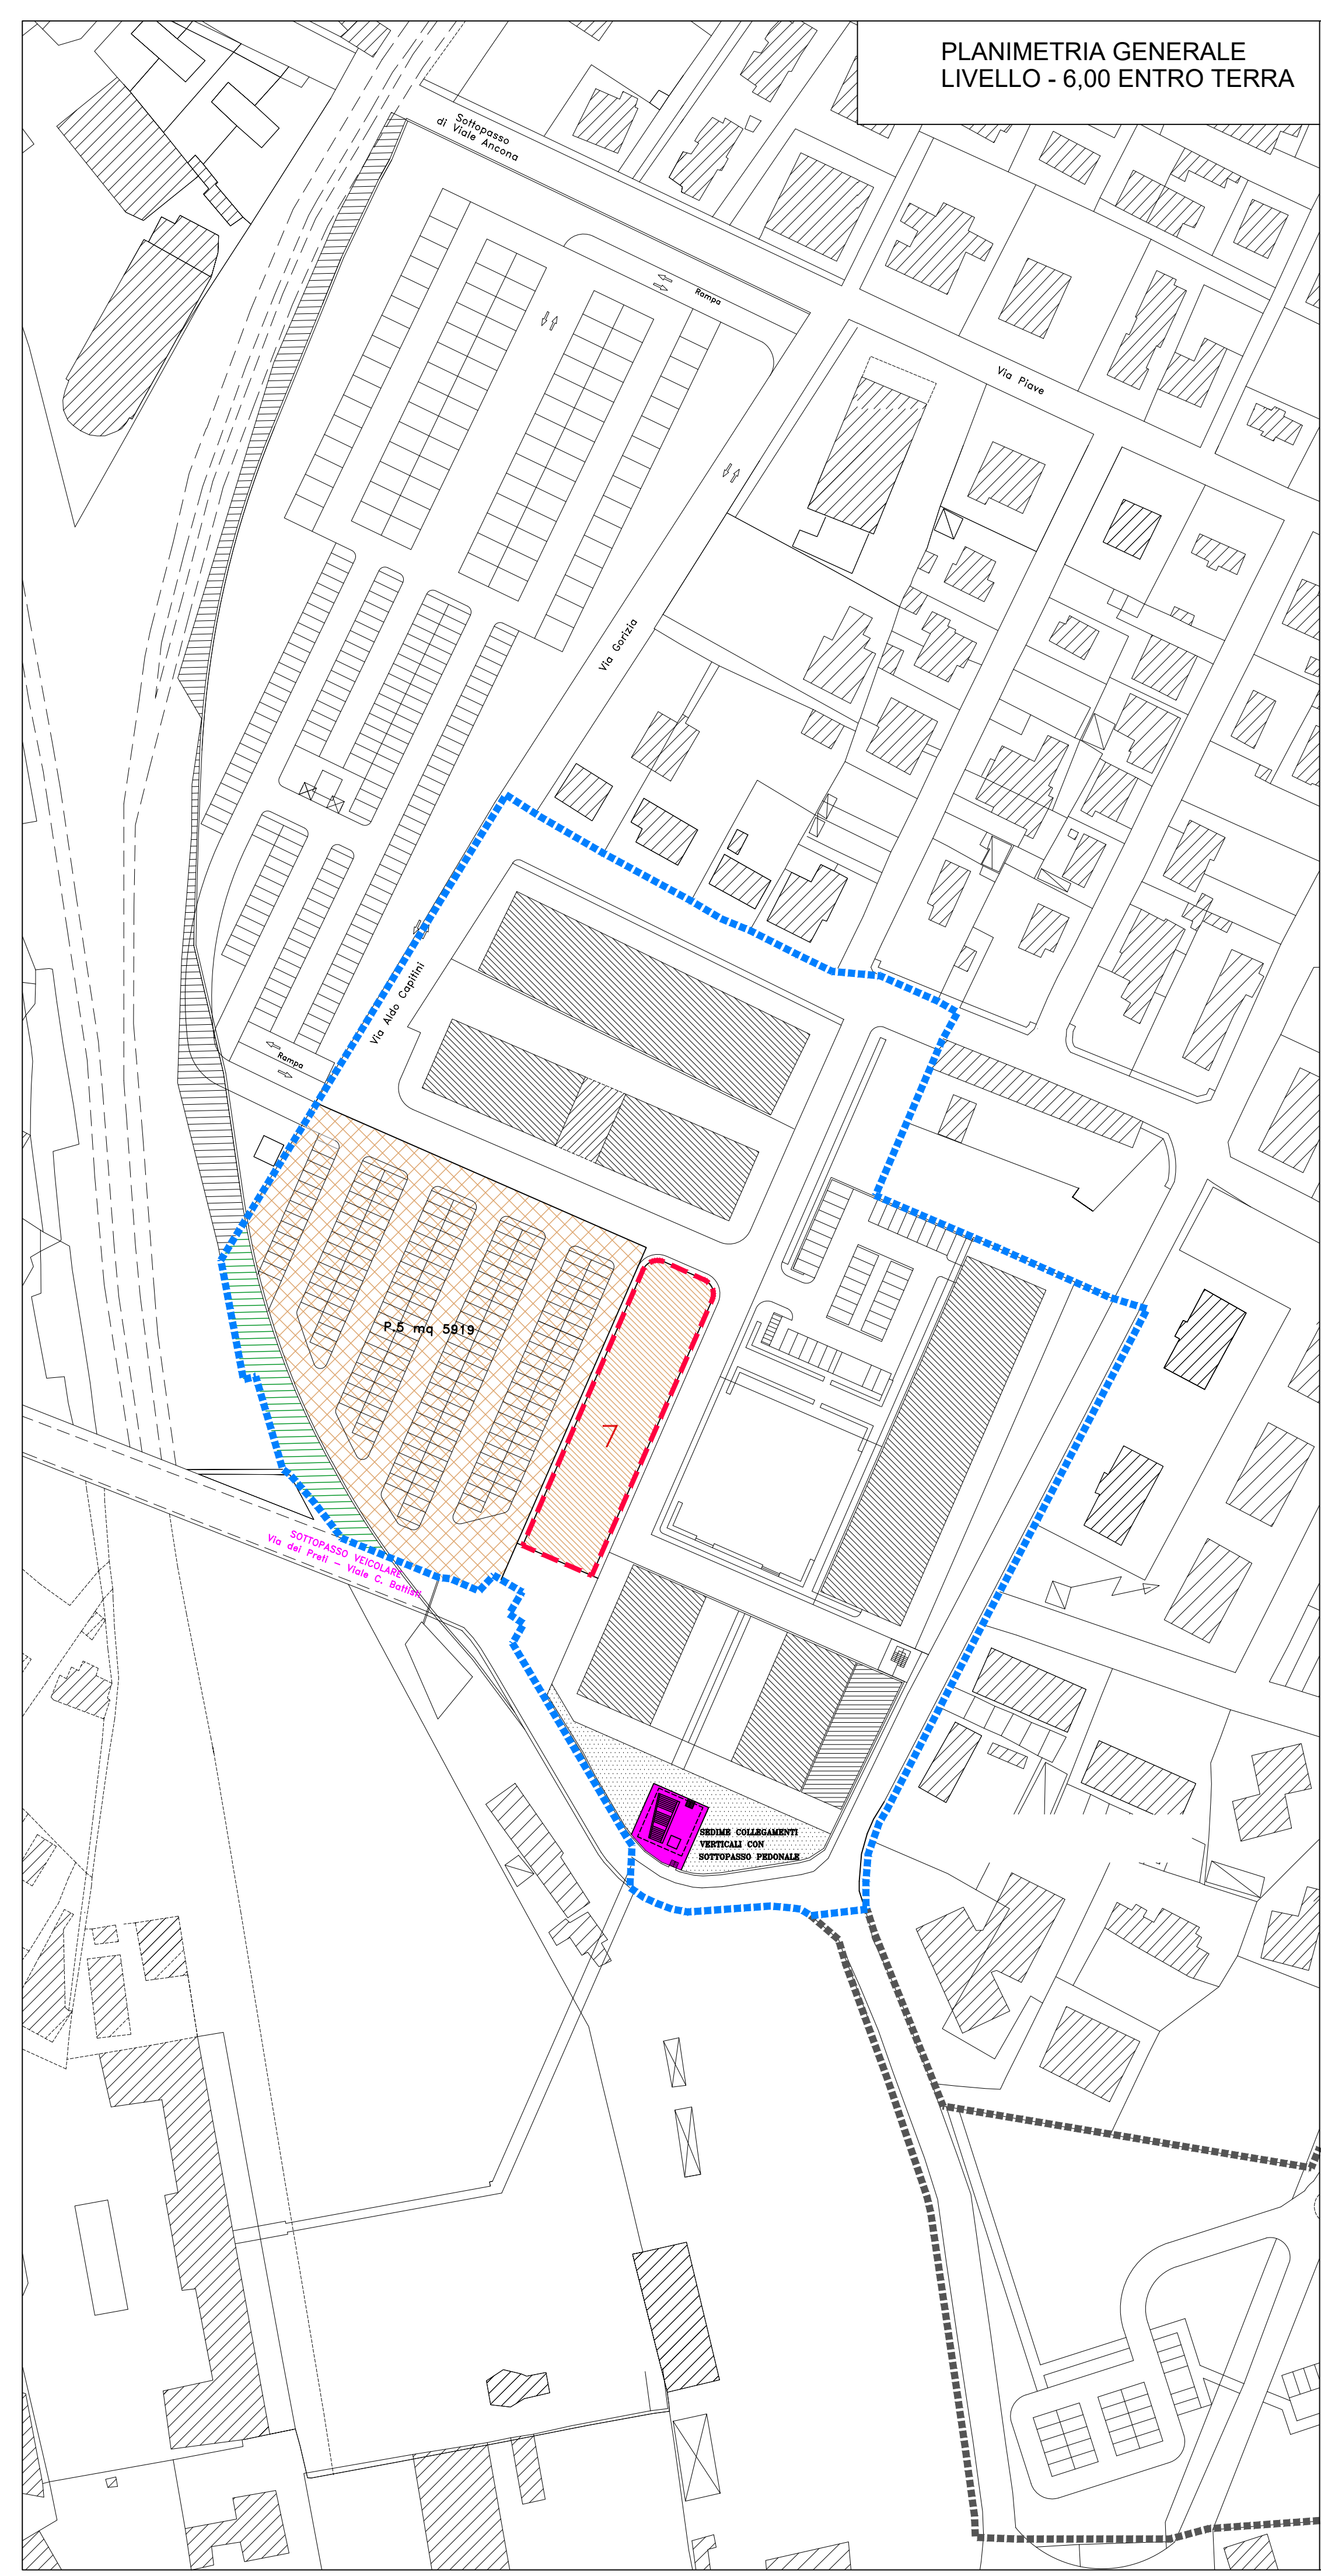 PLANIMETRIA GENERALE
LIVELLO - 6,00 ENTRO TERRA
Sottopasso
di Viale Ancona
Rampa
Via Piave
Via Gorizia
Via Aldo Capitini
Rampa
P.5 mq 5919
7
SOTTOPASSO VEICOLARE
Via dei Preti - Viale C. Battisti
SEDIME COLLEGAMENTI
VERTICALI CON
SOTTOPASSO PEDONALE